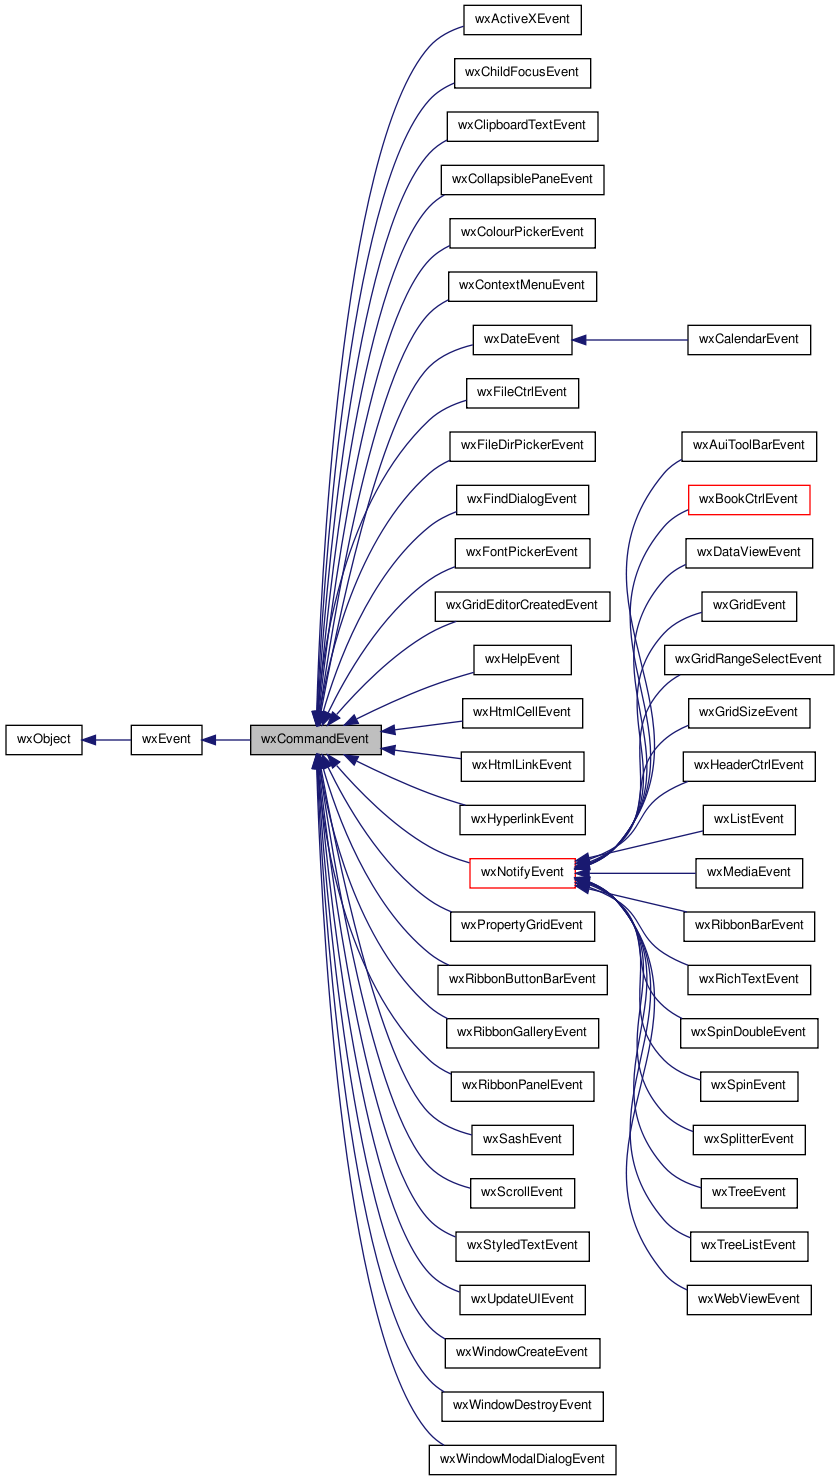 wxActiveXEvent
wxChildFocusEvent
wxClipboardTextEvent
wxCollapsiblePaneEvent
wxColourPickerEvent
wxContextMenuEvent
wxDateEvent
wxCalendarEvent
wxFileCtrlEvent
wxFileDirPickerEvent
wxAuiToolBarEvent
wxFindDialogEvent
wxBookCtrlEvent
wxFontPickerEvent
wxDataViewEvent
wxGridEditorCreatedEvent
wxGridEvent
wxHelpEvent
wxGridRangeSelectEvent
wxHtmlCellEvent
wxGridSizeEvent
wxObject
wxEvent
wxCommandEvent
wxHtmlLinkEvent
wxHeaderCtrlEvent
wxHyperlinkEvent
wxListEvent
wxNotifyEvent
wxMediaEvent
wxPropertyGridEvent
wxRibbonBarEvent
wxRibbonButtonBarEvent
wxRichTextEvent
wxRibbonGalleryEvent
wxSpinDoubleEvent
wxRibbonPanelEvent
wxSpinEvent
wxSashEvent
wxSplitterEvent
wxScrollEvent
wxTreeEvent
wxStyledTextEvent
wxTreeListEvent
wxUpdateUIEvent
wxWebViewEvent
wxWindowCreateEvent
wxWindowDestroyEvent
wxWindowModalDialogEvent